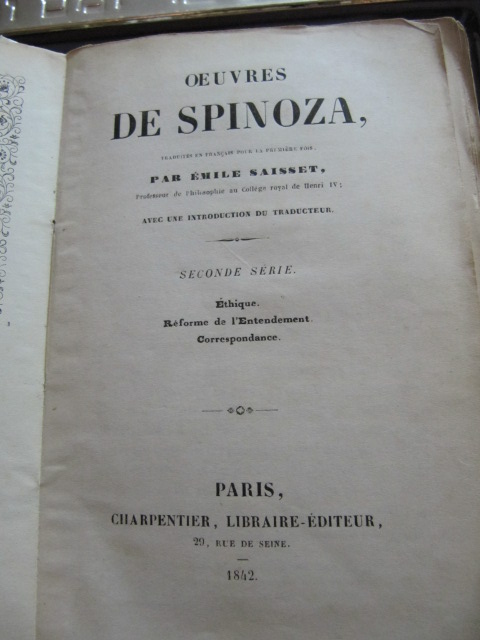 ŒUVRES
DE SPINOZA,
TRADUITES EN FRANÇAIS POUR LA PREMIÈRE FOIS,
PAR ÉMILE SAISSET,
Professeur de Philosophie au Collége royal de Henri IV;
AVEC UNE INTRODUCTION DU TRADUCTEUR.
SECONDE SÉRIE.
Éthique.
Réforme de l'Entendement.
Correspondance.
PARIS,
CHARPENTIER, LIBRAIRE-ÉDITEUR,
29, RUE DE SEINE.
1842.